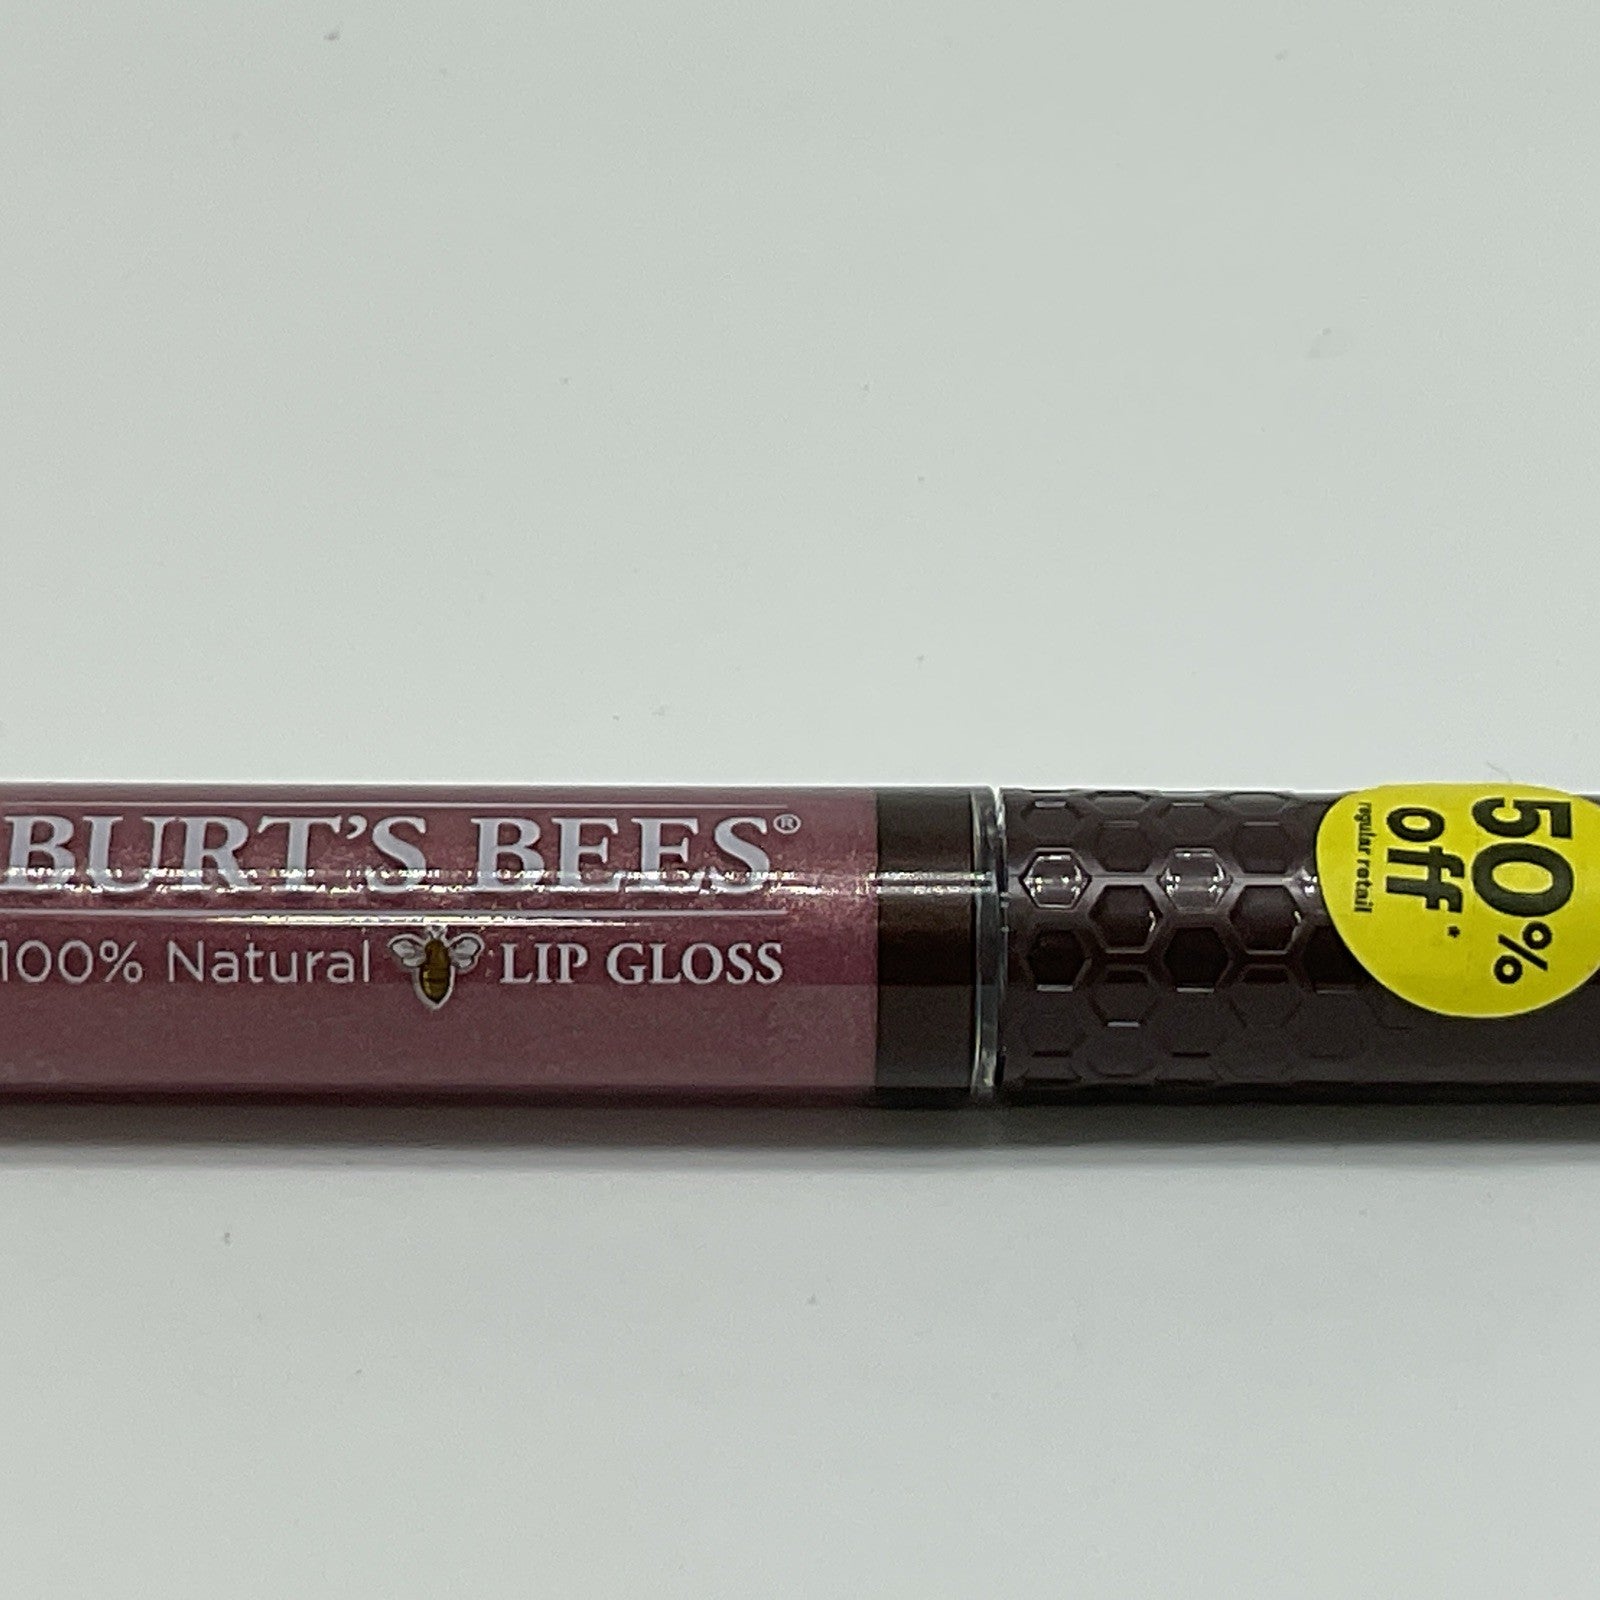 BURT'S BEES®
100% Natural LIP GLOSS
50%
off*
regular retail